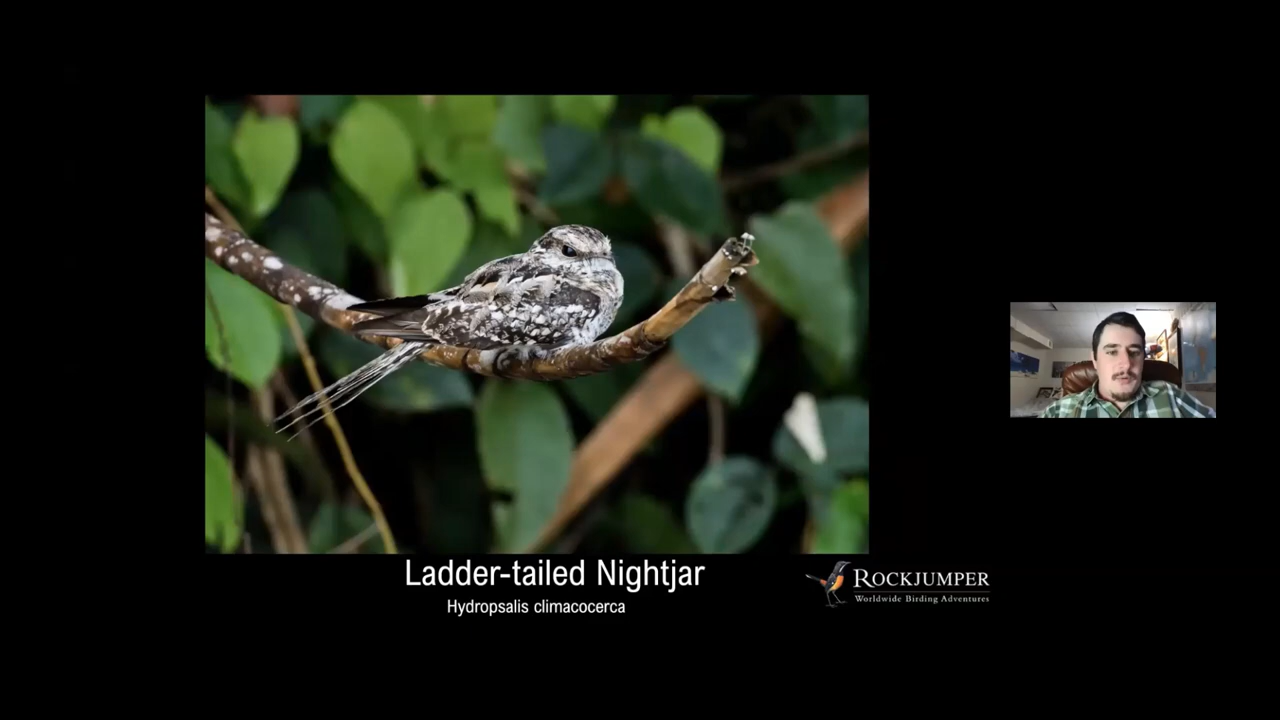 Ladder-tailed Nightjar
Hydropsalis climacocerca
ROCKJUMPER
Worldwide Birding Adventures